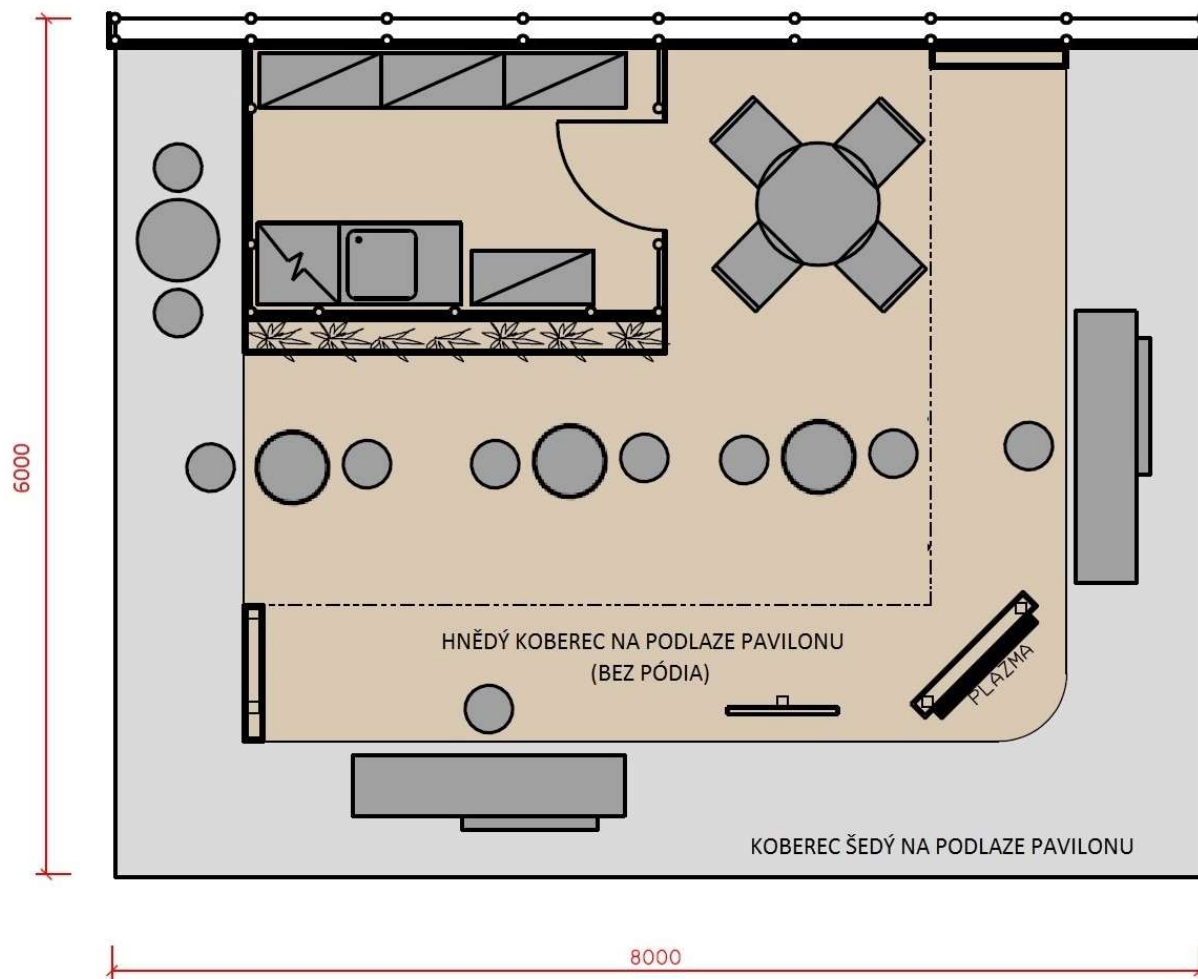 6000
HNĚDÝ KOBEREC NA PODLAZE PAVILONU
(BEZ PÓDIA)
PLAZMA
KOBEREC ŠEDÝ NA PODLAZE PAVILONU
8000